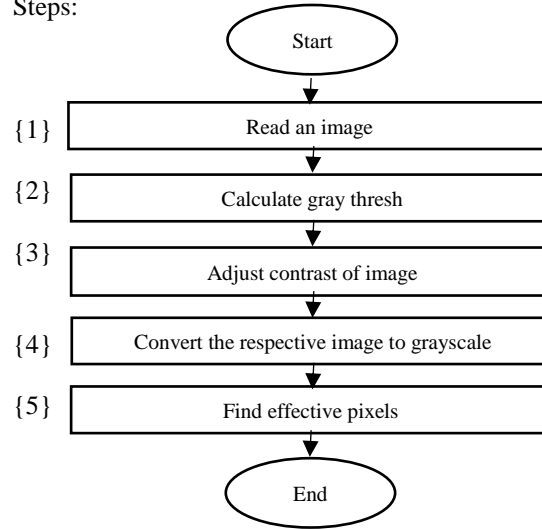 Steps:
Start
{1} Read an image
{2} Calculate gray thresh
{3} Adjust contrast of image
{4} Convert the respective image to grayscale
{5} Find effective pixels
End